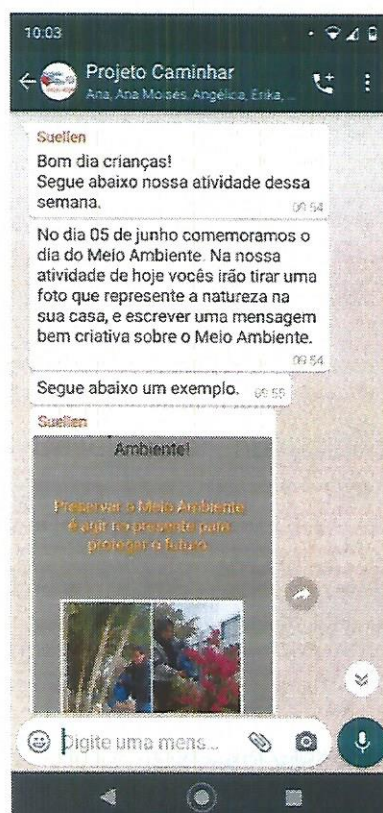 10:03
Projeto Caminhar
Ana, Ana Moisés, Angélica, Erika, ...
Suellen
Bom dia crianças!
Segue abaixo nossa atividade dessa
semana.
09:54
No dia 05 de junho comemoramos o
dia do Meio Ambiente. Na nossa
atividade de hoje vocês irão tirar uma
foto que represente a natureza na
sua casa, e escrever uma mensagem
bem criativa sobre o Meio Ambiente.
09:54
Segue abaixo um exemplo.
09:55
Suellen
Ambiente!
Preservar o Meio Ambiente
é agir no presente para
proteger o futuro
Digite uma mens...